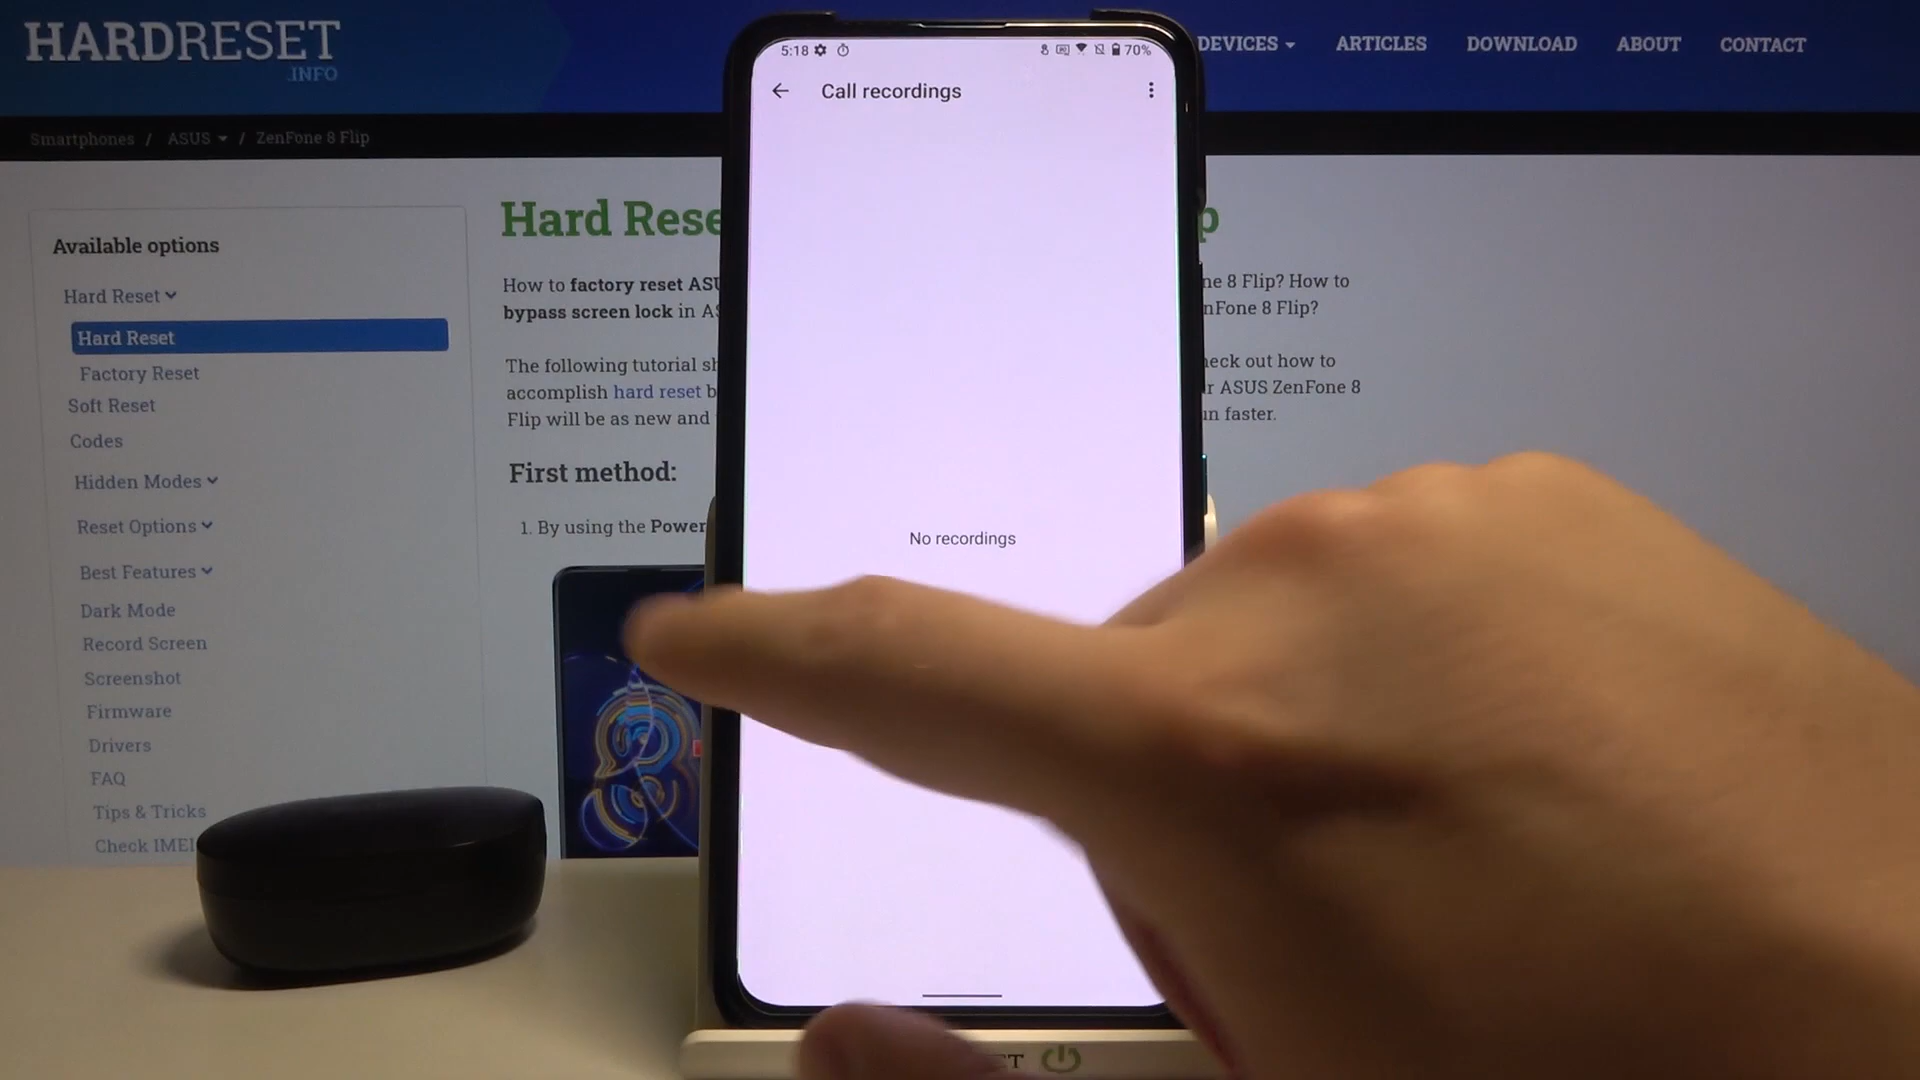 HARDRESET
.INFO
DEVICES ARTICLES DOWNLOAD ABOUT CONTACT
Smartphones / ASUS / ZenFone 8 Flip
5:18 70%
Call recordings
No recordings
Available options
Hard Reset
Hard Reset
Factory Reset
Soft Reset
Codes
Hidden Modes
Reset Options
Best Features
Dark Mode
Record Screen
Screenshot
Firmware
Drivers
FAQ
Tips & Tricks
Check IMEI
Hard Rese p
How to factory reset ASU ne 8 Flip? How to
bypass screen lock in AS nFone 8 Flip?
The following tutorial sh heck out how to
accomplish hard reset b r ASUS ZenFone 8
Flip will be as new and un faster.
First method:
1. By using the Power
ET